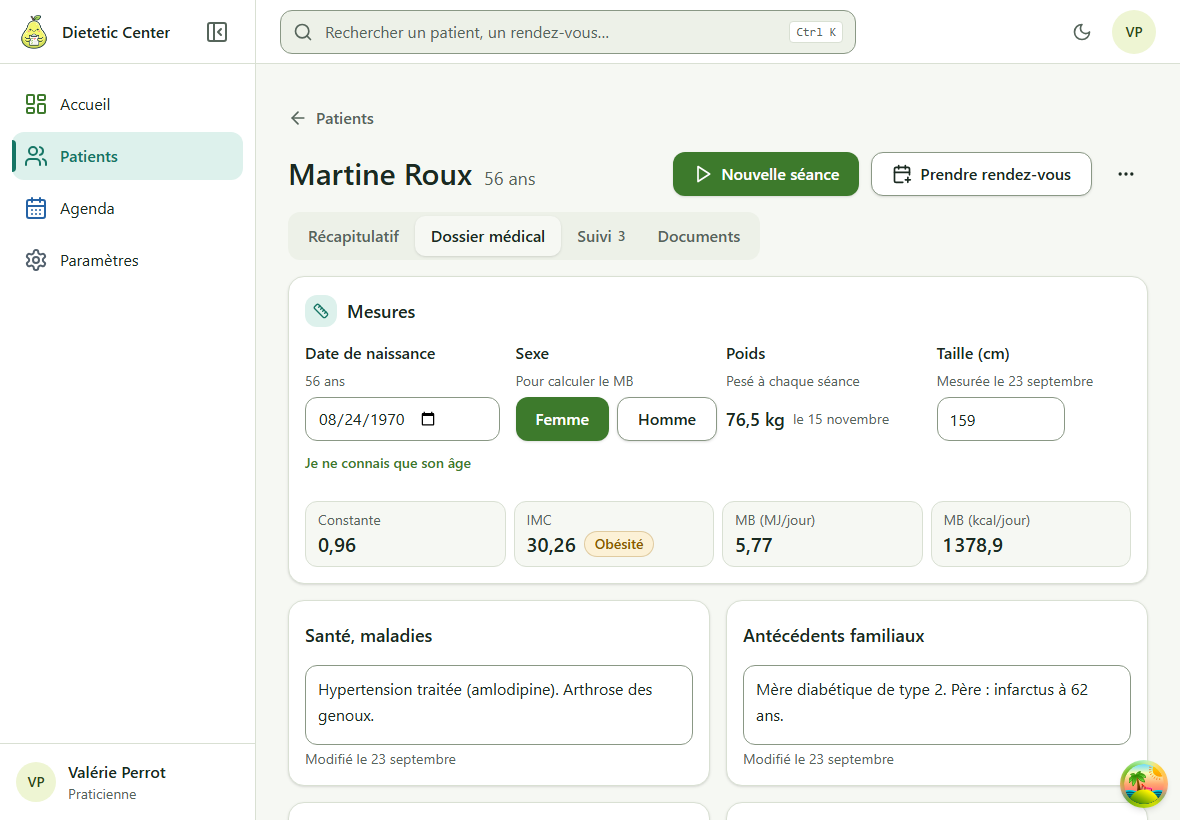 Dietetic Center
Rechercher un patient, un rendez-vous...
Ctrl K
VP
Accueil
Patients
Agenda
Paramètres
Patients
Martine Roux 56 ans
Nouvelle séance
Prendre rendez-vous
Récapitulatif
Dossier médical
Suivi 3
Documents
Mesures
Date de naissance
56 ans
08/24/1970
Je ne connais que son âge
Sexe
Pour calculer le MB
Femme
Homme
Poids
Pesé à chaque séance
76,5 kg le 15 novembre
Taille (cm)
Mesurée le 23 septembre
159
Constante
0,96
IMC
30,26 Obésité
MB (MJ/jour)
5,77
MB (kcal/jour)
1 378,9
Santé, maladies
Hypertension traitée (amlodipine). Arthrose des
genoux.
Modifié le 23 septembre
Antécédents familiaux
Mère diabétique de type 2. Père : infarctus à 62
ans.
Modifié le 23 septembre
VP
Valérie Perrot
Praticienne